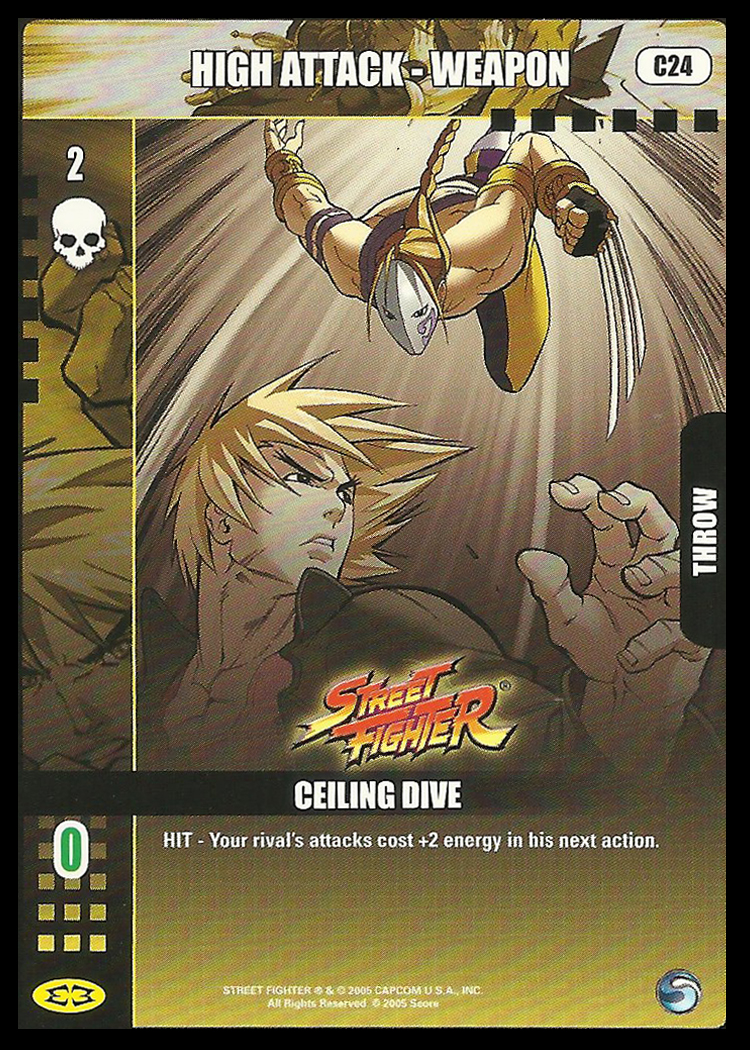 HIGH ATTACK - WEAPON
C24
2
THROW
STREET
FIGHTER®
CEILING DIVE
0
HIT - Your rival's attacks cost +2 energy in his next action.
STREET FIGHTER ® & © 2005 CAPCOM U.S.A., INC.
All Rights Reserved. © 2005 Score